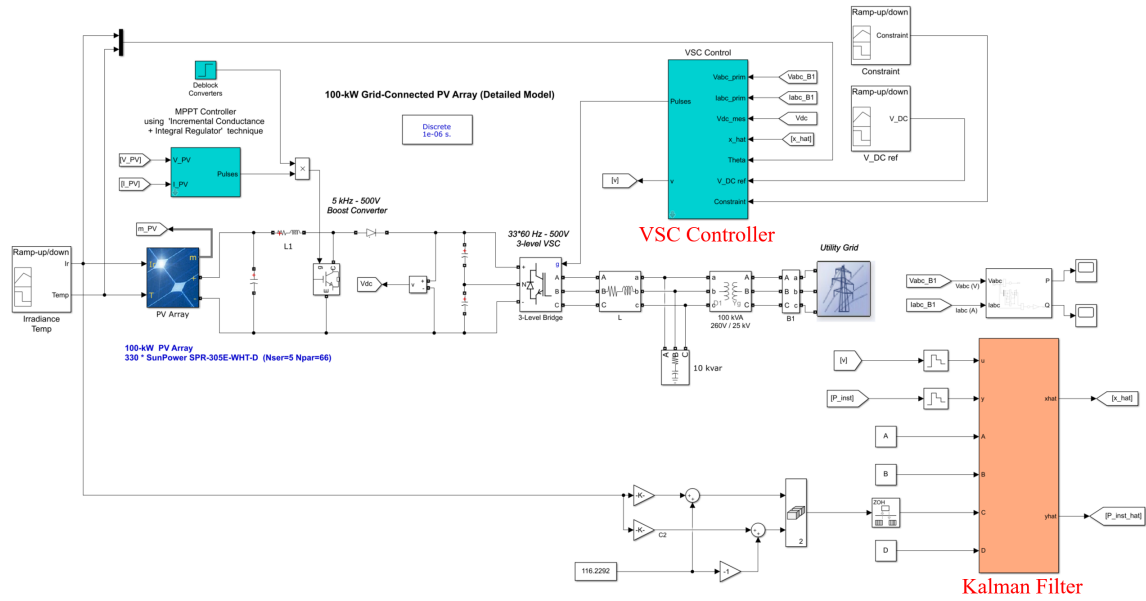 Ramp-up/down
Constraint
Constraint
Ramp-up/down
V_DC
V_DC ref
VSC Control
Vabc_prim
Iabc_prim
Pulses
Vdc_mes
x_hat
Theta
v
V_DC ref
Constraint
Vabc_B1
Iabc_B1
Vdc
[x_hat]
[v]
VSC Controller
Deblock
Converters
100-kW Grid-Connected PV Array (Detailed Model)
Discrete
1e-06 s.
MPPT Controller
using 'Incremental Conductance
+ Integral Regulator' technique
[V_PV]
[I_PV]
V_PV
I_PV
Pulses
×
5 kHz - 500V
Boost Converter
m_PV
L1
Ramp-up/down
Ir
Temp
Irradiance
Temp
I
T
m
+
-
PV Array
g
C
E
Vdc
v
+
-
33*60 Hz - 500V
3-level VSC
g
+
N
-
A
B
C
3-Level Bridge
A
B
C
a
b
c
L
a
b
c
D1
Yg
A
B
C
100 kVA
260V / 25 kV
A
B
C
a
b
c
B1
Utility Grid
A
B
C
10 kvar
Vabc_B1
Iabc_B1
Vabc (V)
Iabc (A)
Vabc
Iabc
P
Q
100-kW PV Array
330 * SunPower SPR-305E-WHT-D (Nser=5 Npar=66)
[v]
[P_inst]
A
B
D
u
y
A
B
C
D
xhat
yhat
[x_hat]
[P_inst_hat]
-K-
-K-
C2
116.2292
-1
2
ZOH
Kalman Filter